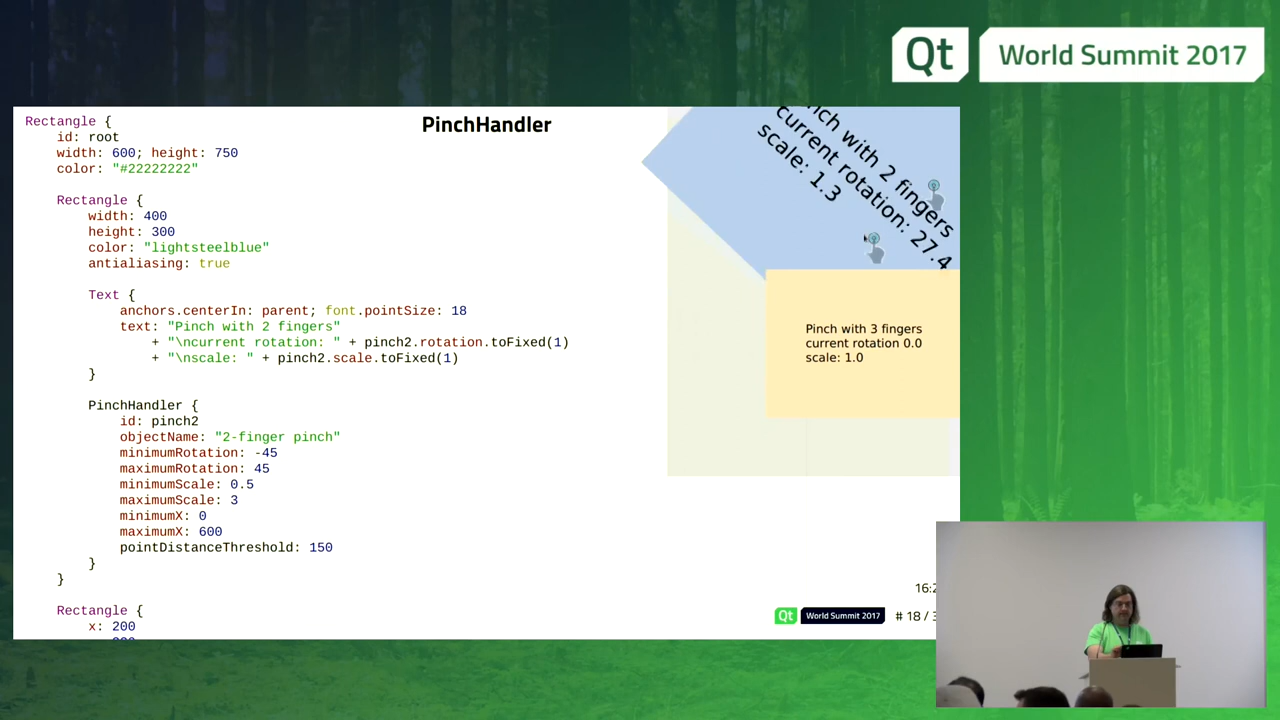 Qt World Summit 2017
PinchHandler
Rectangle {
id: root
width: 600; height: 750
color: "#22222222"
Rectangle {
width: 400
height: 300
color: "lightsteelblue"
antialiasing: true
Text {
anchors.centerIn: parent; font.pointSize: 18
text: "Pinch with 2 fingers"
+ "\ncurrent rotation: " + pinch2.rotation.toFixed(1)
+ "\nscale: " + pinch2.scale.toFixed(1)
}
PinchHandler {
id: pinch2
objectName: "2-finger pinch"
minimumRotation: -45
maximumRotation: 45
minimumScale: 0.5
maximumScale: 3
minimumX: 0
maximumX: 600
pointDistanceThreshold: 150
}
}
Rectangle {
x: 200
with 2 fingers
current rotation: 27.4
scale: 1.3
Pinch with 3 fingers
current rotation 0.0
scale: 1.0
Qt World Summit 2017 # 18 /